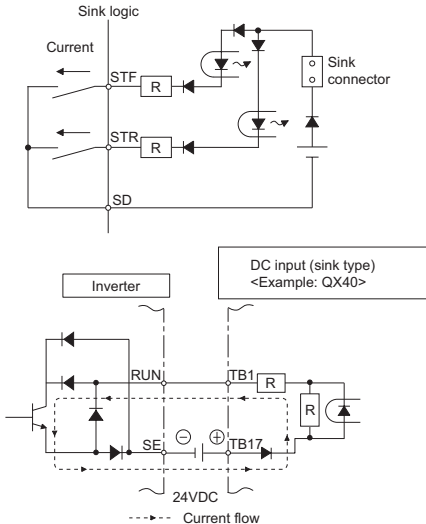 Sink logic
Current
STF
R
Sink
connector
STR
R
SD
DC input (sink type)
<Example: QX40>
Inverter
RUN
TB1
R
R
SE
TB17
24VDC
Current flow